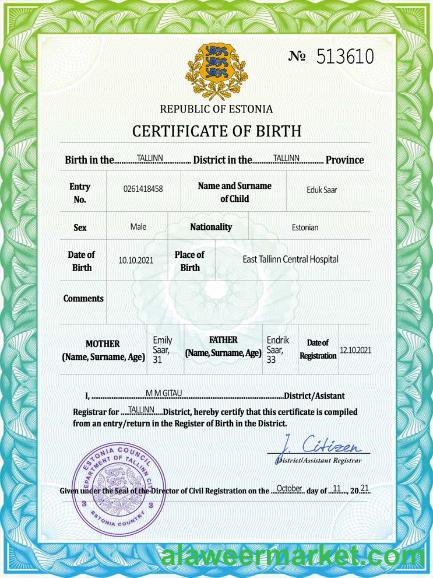 № 513610
REPUBLIC OF ESTONIA
CERTIFICATE OF BIRTH
Birth in the....TALLINN.... District in the....TALLINN.... Province
Entry No. 0261418458 Name and Surname of Child Eduk Saar
Sex Male Nationality Estonian
Date of Birth 10.10.2021 Place of Birth East Tallinn Central Hospital
Comments
MOTHER (Name, Surname, Age) Emily Saar, 31 FATHER (Name, Surname, Age) Endrik Saar, 33 Date of Registration 12.10.2021
I, ....M M GITAU....District/Asistant
Registrar for ....TALLINN....District, hereby certify that this certificate is compiled
from an entry/return in the Register of Birth in the District.
J. Citizen
District/Assistant Registrar
ESTONIA COUNCIL
DEPARTMENT OF TALLINN
ESTONIA COUNTRY
Given under the Seal of the Director of Civil Registration on the ....October.... day of ..11..., 20.21
alaweermarket.com